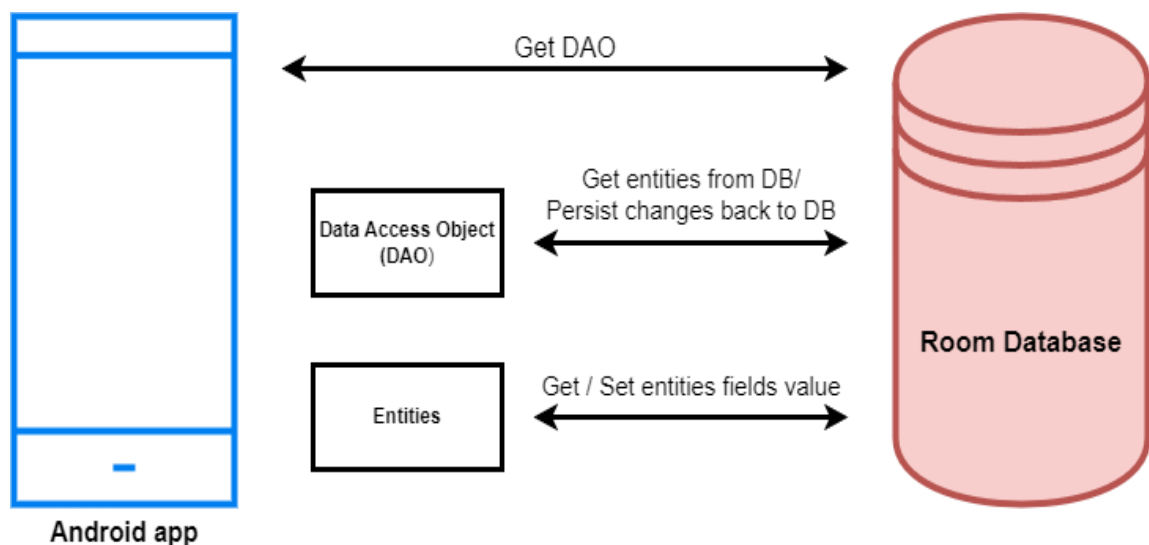 Get DAO
Get entities from DB/
Persist changes back to DB
Data Access Object
(DAO)
Room Database
Get / Set entities fields value
Entities
Android app